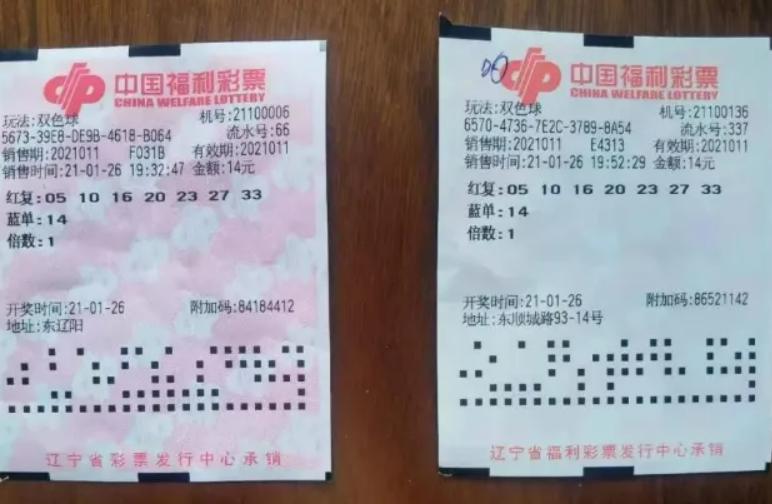 中国福利彩票
CHINA WELFARE LOTTERY
玩法:双色球 机号:21100006
5673-39E8-DE9B-4618-B064 流水号:66
销售期:2021011 F031B 有效期:2021011
销售时间:21-01-26 19:32:47 金额:14元
红复:05 10 16 20 23 27 33
蓝单:14
倍数:1
开奖时间:21-01-26 附加码:84184412
地址:东辽阳
辽宁省彩票发行中心承销
中国福利彩票
CHINA WELFARE LOTTERY
玩法:双色球 机号:21100136
6570-4736-7E2C-3789-8A54 流水号:337
销售期:2021011 E4313 有效期:2021011
销售时间:21-01-26 19:52:29 金额:14元
红复:05 10 16 20 23 27 33
蓝单:14
倍数:1
开奖时间:21-01-26 附加码:86521142
地址:东顺城路93-14号
辽宁省福利彩票发行中心承销